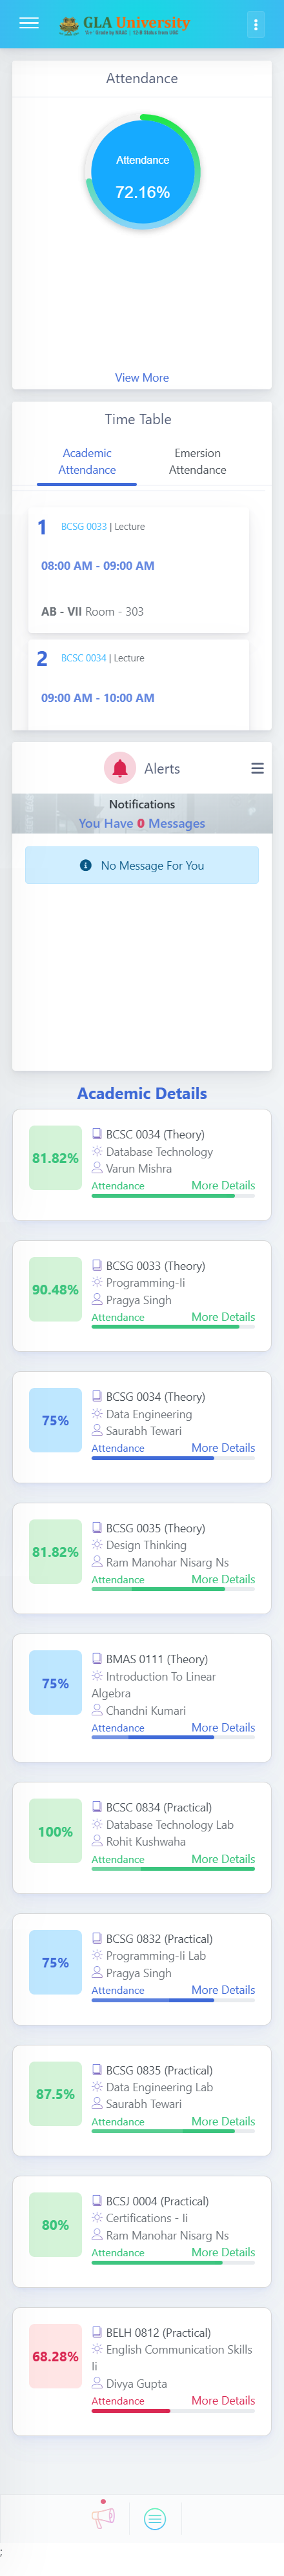 GLA University
A+ Grade by NAAC | 12-B Status from UGC
Attendance
Attendance
72.16%
View More
Time Table
Academic
Attendance
Emersion
Attendance
1 BCSG 0033 | Lecture
08:00 AM - 09:00 AM
AB - VII Room - 303
2 BCSC 0034 | Lecture
09:00 AM - 10:00 AM
Alerts
Notifications
You Have 0 Messages
No Message For You
Academic Details
81.82%
BCSC 0034 (Theory)
Database Technology
Varun Mishra
Attendance More Details
90.48%
BCSG 0033 (Theory)
Programming-Ii
Pragya Singh
Attendance More Details
75%
BCSG 0034 (Theory)
Data Engineering
Saurabh Tewari
Attendance More Details
81.82%
BCSG 0035 (Theory)
Design Thinking
Ram Manohar Nisarg Ns
Attendance More Details
75%
BMAS 0111 (Theory)
Introduction To Linear
Algebra
Chandni Kumari
Attendance More Details
100%
BCSC 0834 (Practical)
Database Technology Lab
Rohit Kushwaha
Attendance More Details
75%
BCSG 0832 (Practical)
Programming-Ii Lab
Pragya Singh
Attendance More Details
87.5%
BCSG 0835 (Practical)
Data Engineering Lab
Saurabh Tewari
Attendance More Details
80%
BCSJ 0004 (Practical)
Certifications - Ii
Ram Manohar Nisarg Ns
Attendance More Details
68.28%
BELH 0812 (Practical)
English Communication Skills
Ii
Divya Gupta
Attendance More Details
;